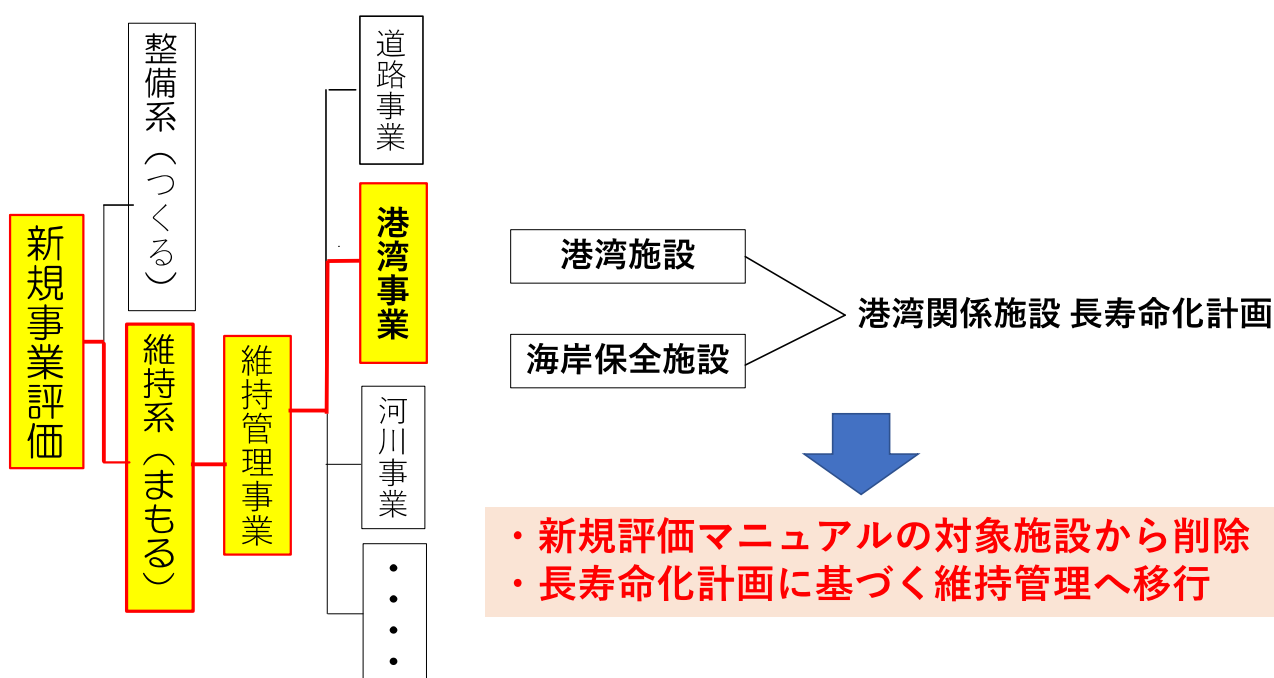 新規事業評価
整備系（つくる）
維持系（まもる）
維持管理事業
道路事業
港湾事業
河川事業
・・・・
港湾施設
海岸保全施設
港湾関係施設 長寿命化計画
・新規評価マニュアルの対象施設から削除
・長寿命化計画に基づく維持管理へ移行